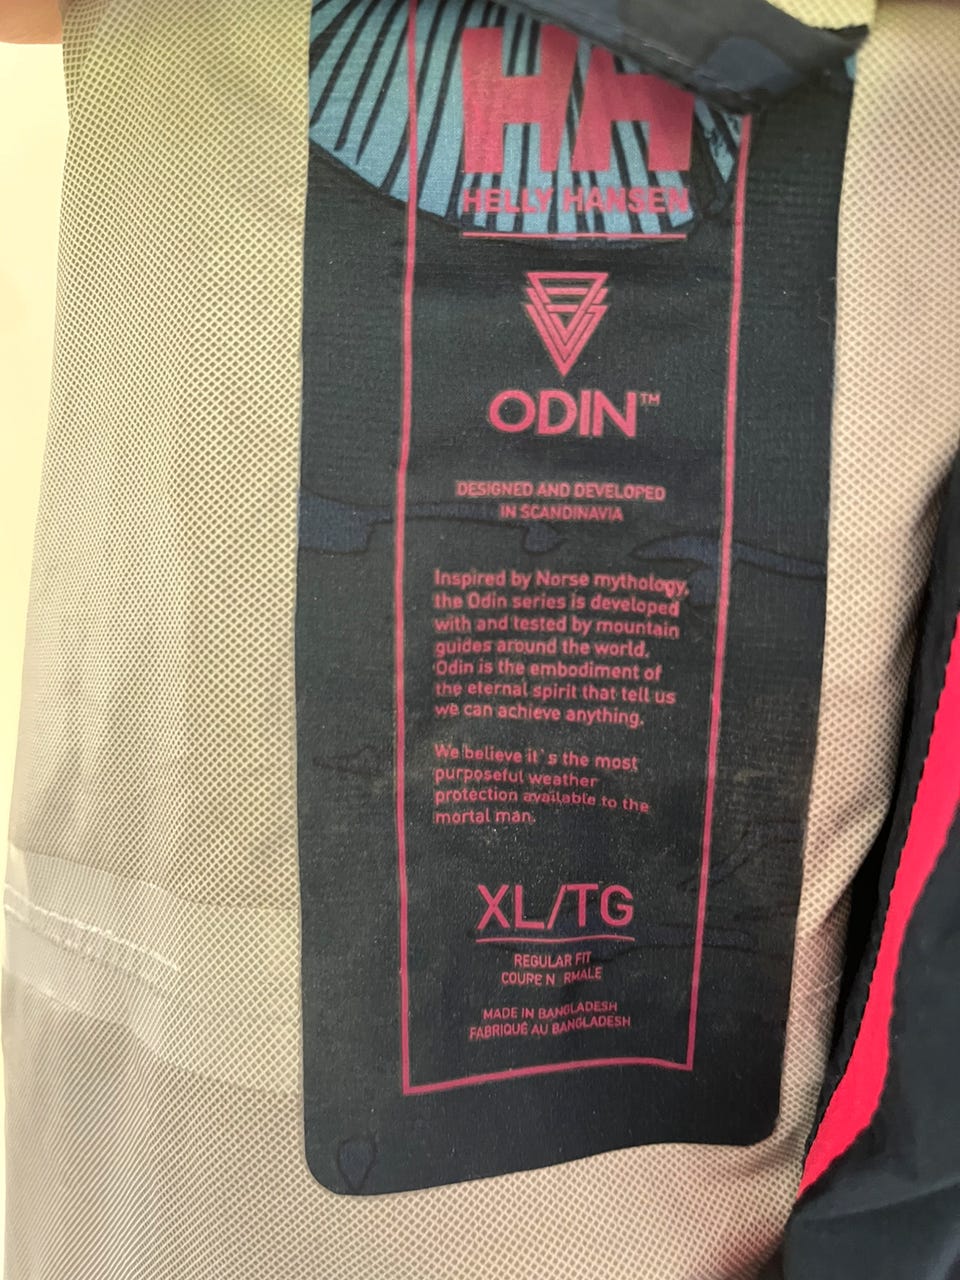 HH
HELLY HANSEN
ODIN™
DESIGNED AND DEVELOPED
IN SCANDINAVIA
Inspired by Norse mythology,
the Odin series is developed
with and tested by mountain
guides around the world.
Odin is the embodiment of
the eternal spirit that tell us
we can achieve anything.
We believe it`s the most
purposeful weather
protection available to the
mortal man.
XL/TG
REGULAR FIT
COUPE N RMALE
MADE IN BANGLADESH
FABRIQUÉ AU BANGLADESH